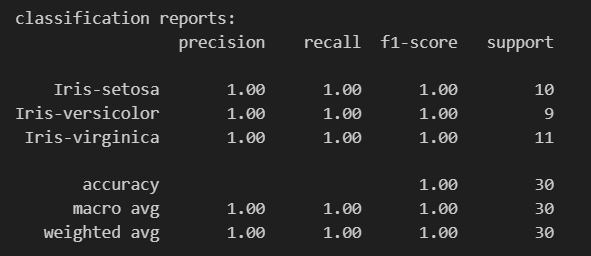 classification reports:
precision recall f1-score support
Iris-setosa 1.00 1.00 1.00 10
Iris-versicolor 1.00 1.00 1.00 9
Iris-virginica 1.00 1.00 1.00 11
accuracy 1.00 30
macro avg 1.00 1.00 1.00 30
weighted avg 1.00 1.00 1.00 30